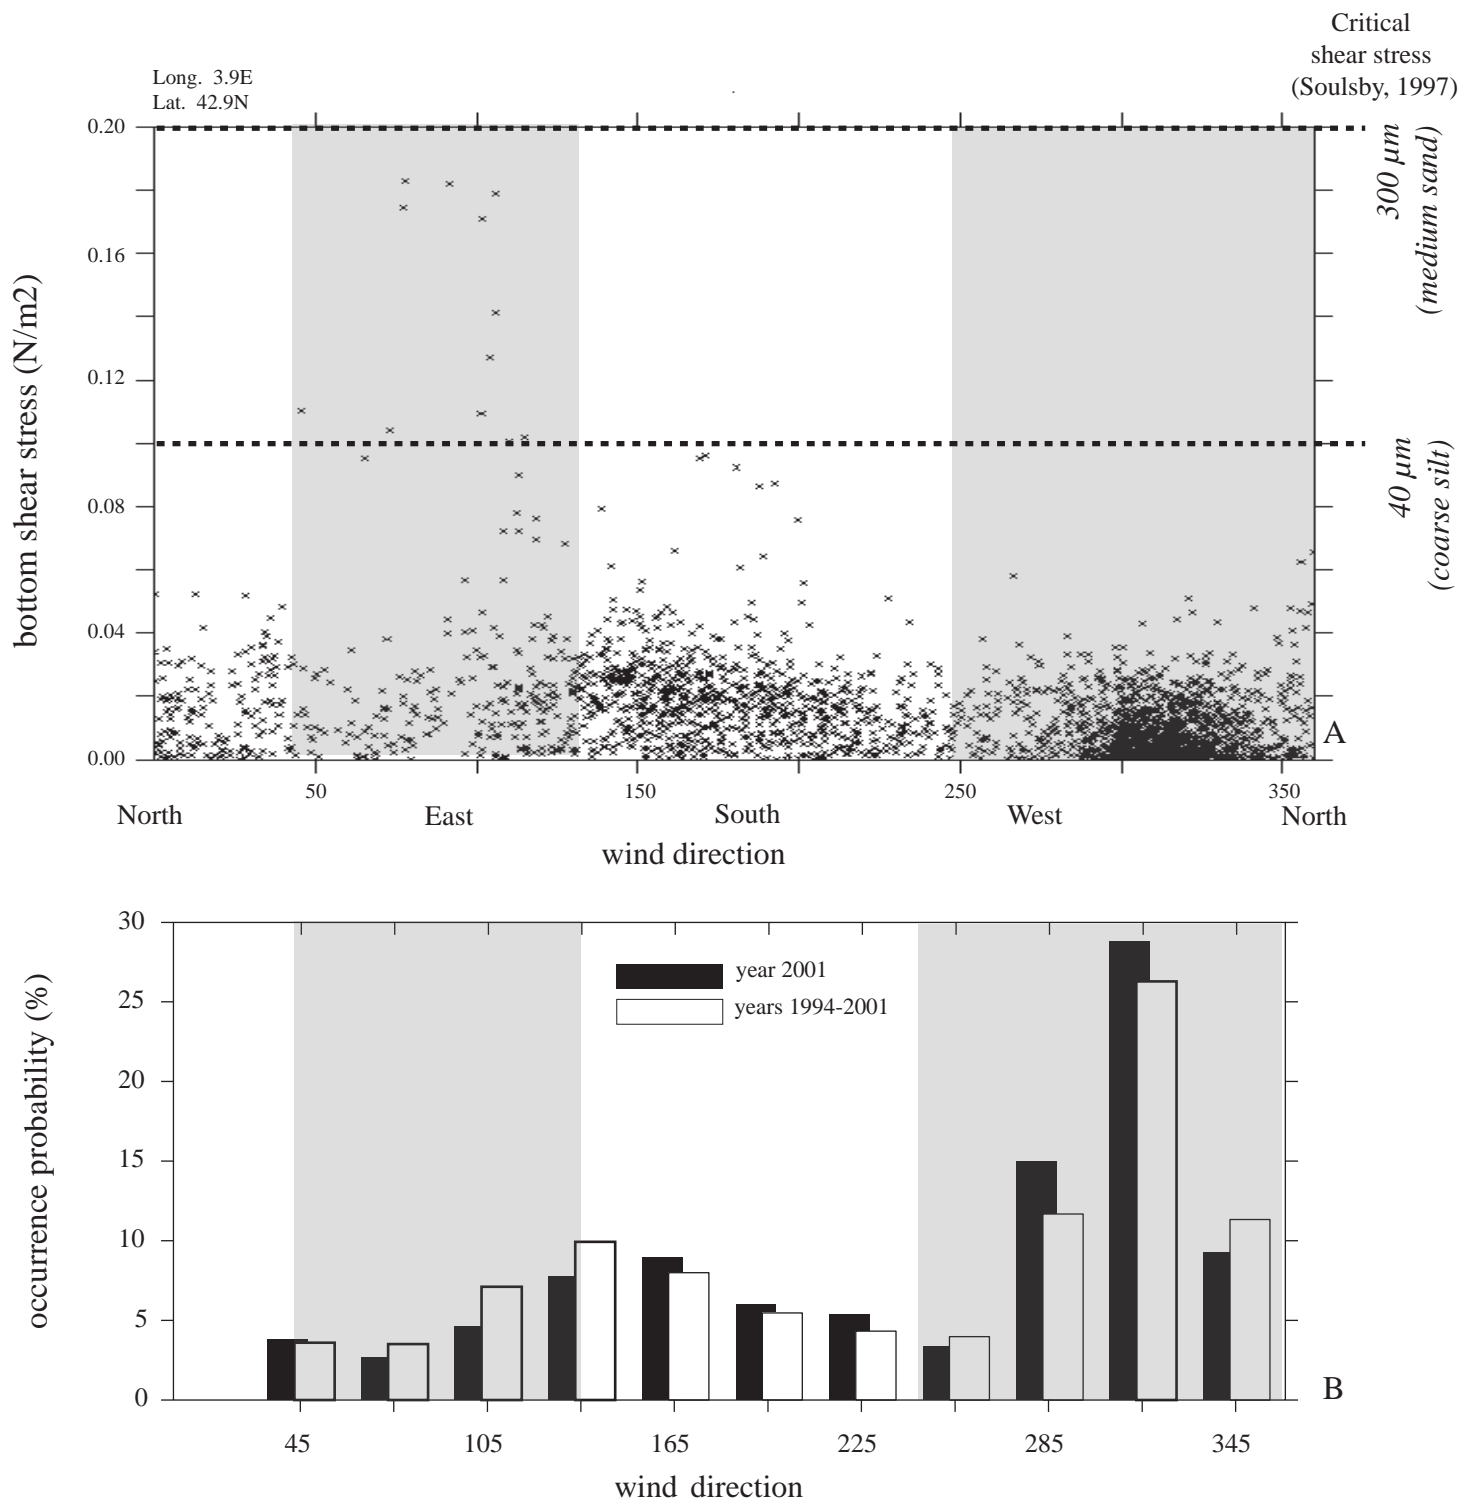 Critical
shear stress
(Soulsby, 1997)
Long. 3.9E
Lat. 42.9N
0.20
0.16
0.12
0.08
0.04
0.00
bottom shear stress (N/m2)
300 µm
(medium sand)
40 µm
(coarse silt)
A
50
150
250
350
North
East
South
West
North
wind direction
30
25
20
15
10
5
0
occurrence probability (%)
year 2001
years 1994-2001
B
45
105
165
225
285
345
wind direction